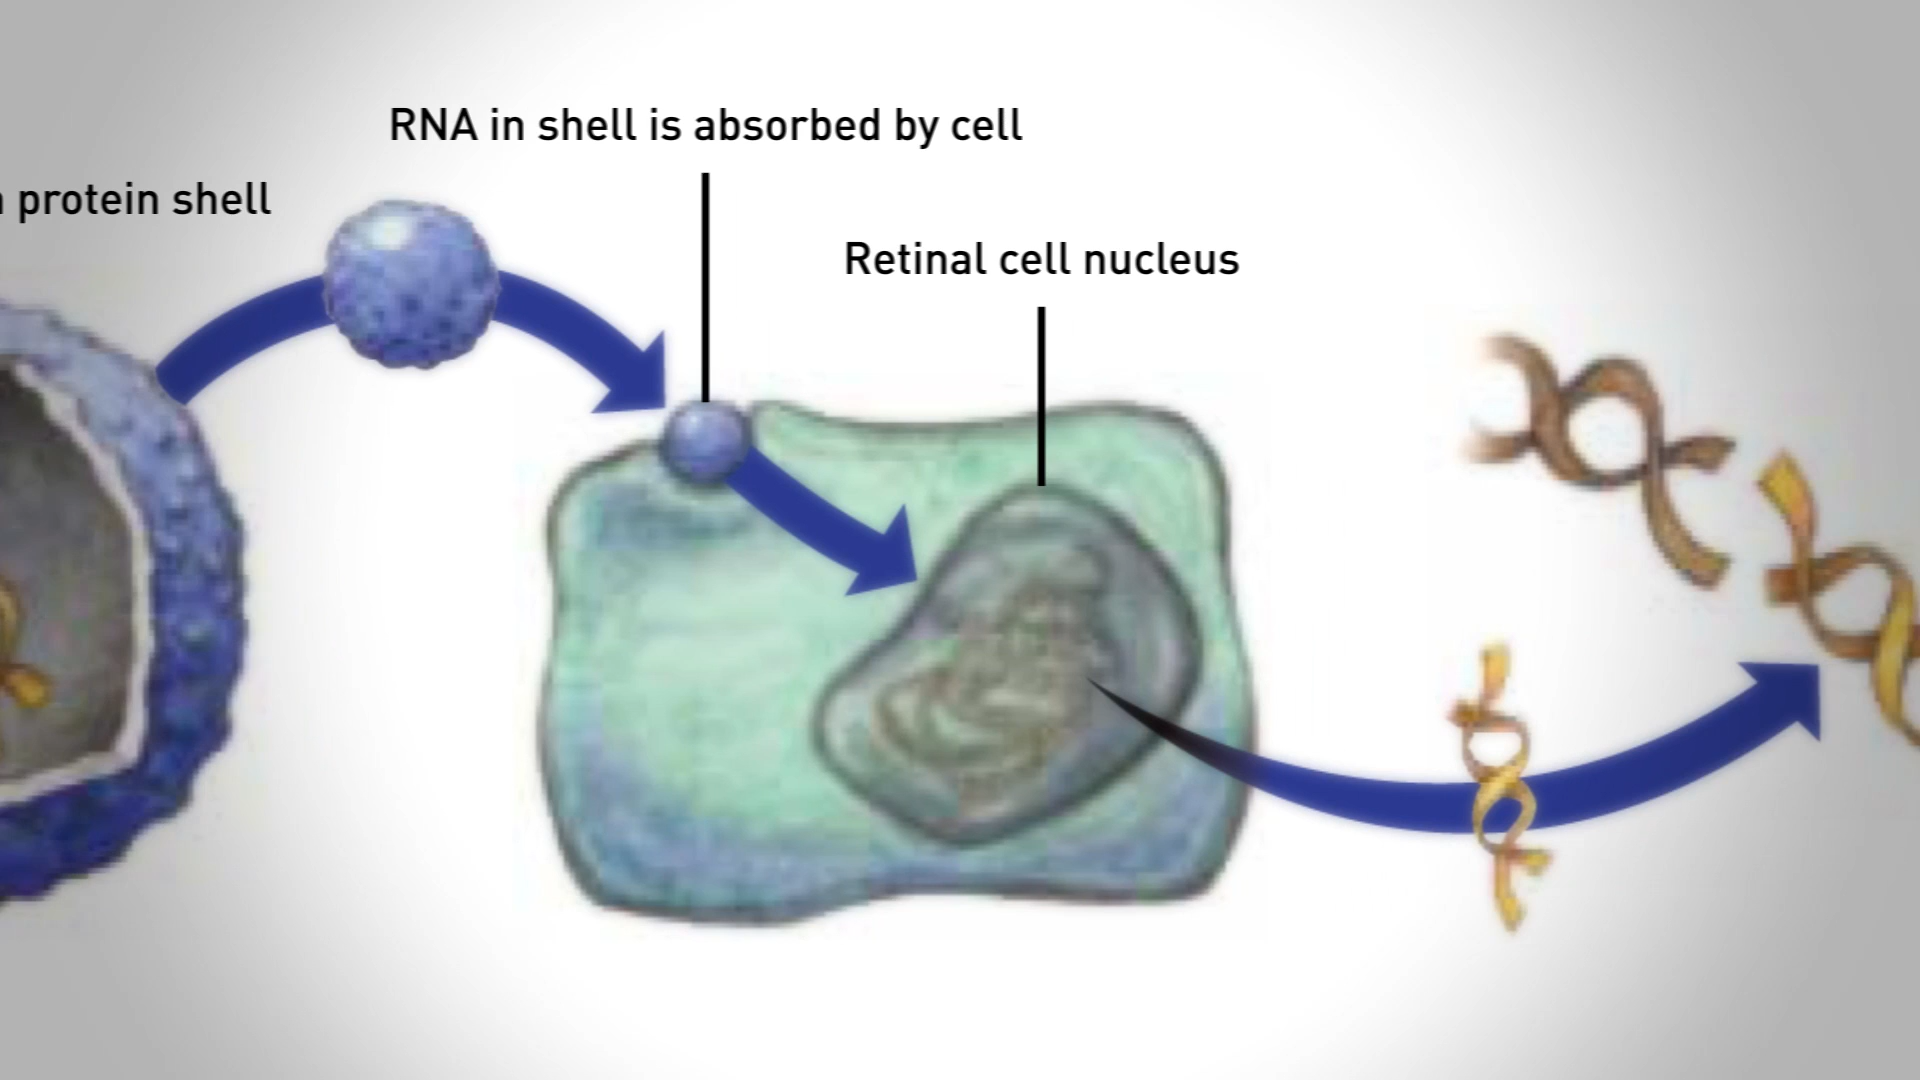 RNA in shell is absorbed by cell
protein shell
Retinal cell nucleus